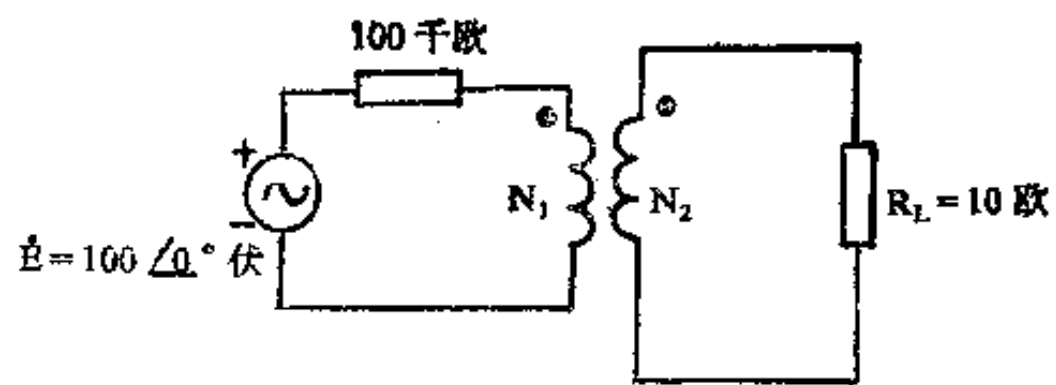 100 千欧
+
N₁
N₂
R_L = 10 欧
−
Ė = 100 ∠0° 伏